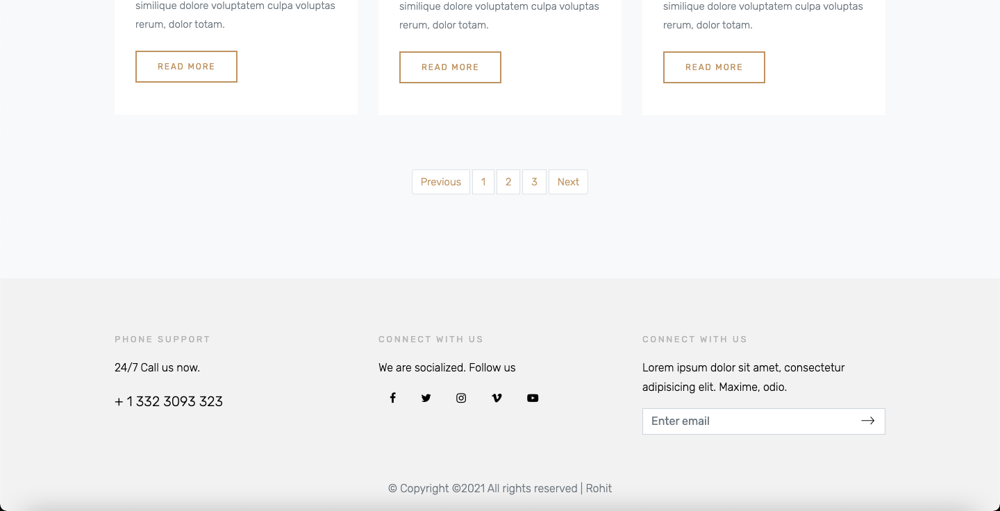 similique dolore voluptatem culpa voluptas
rerum, dolor totam.
READ MORE
similique dolore voluptatem culpa voluptas
rerum, dolor totam.
READ MORE
similique dolore voluptatem culpa voluptas
rerum, dolor totam.
READ MORE
Previous 1 2 3 Next
PHONE SUPPORT
24/7 Call us now.
+ 1 332 3093 323
CONNECT WITH US
We are socialized. Follow us
CONNECT WITH US
Lorem ipsum dolor sit amet, consectetur
adipisicing elit. Maxime, odio.
Enter email
© Copyright ©2021 All rights reserved | Rohit